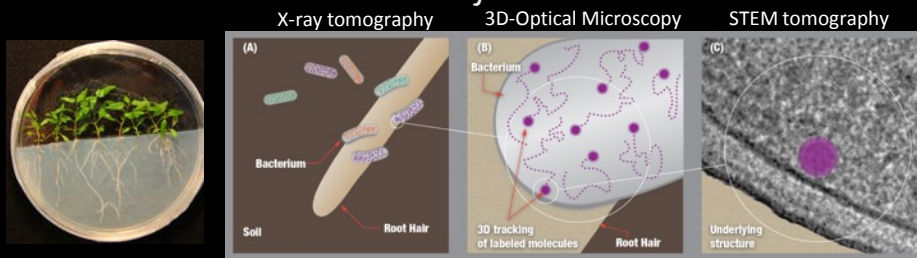 X-ray tomography
3D-Optical Microscopy
STEM tomography
(A)
Bacterium
Soil
Root Hair
(B)
Bacterium
3D tracking
of labeled molecules
Root Hair
(C)
Underlying
structure